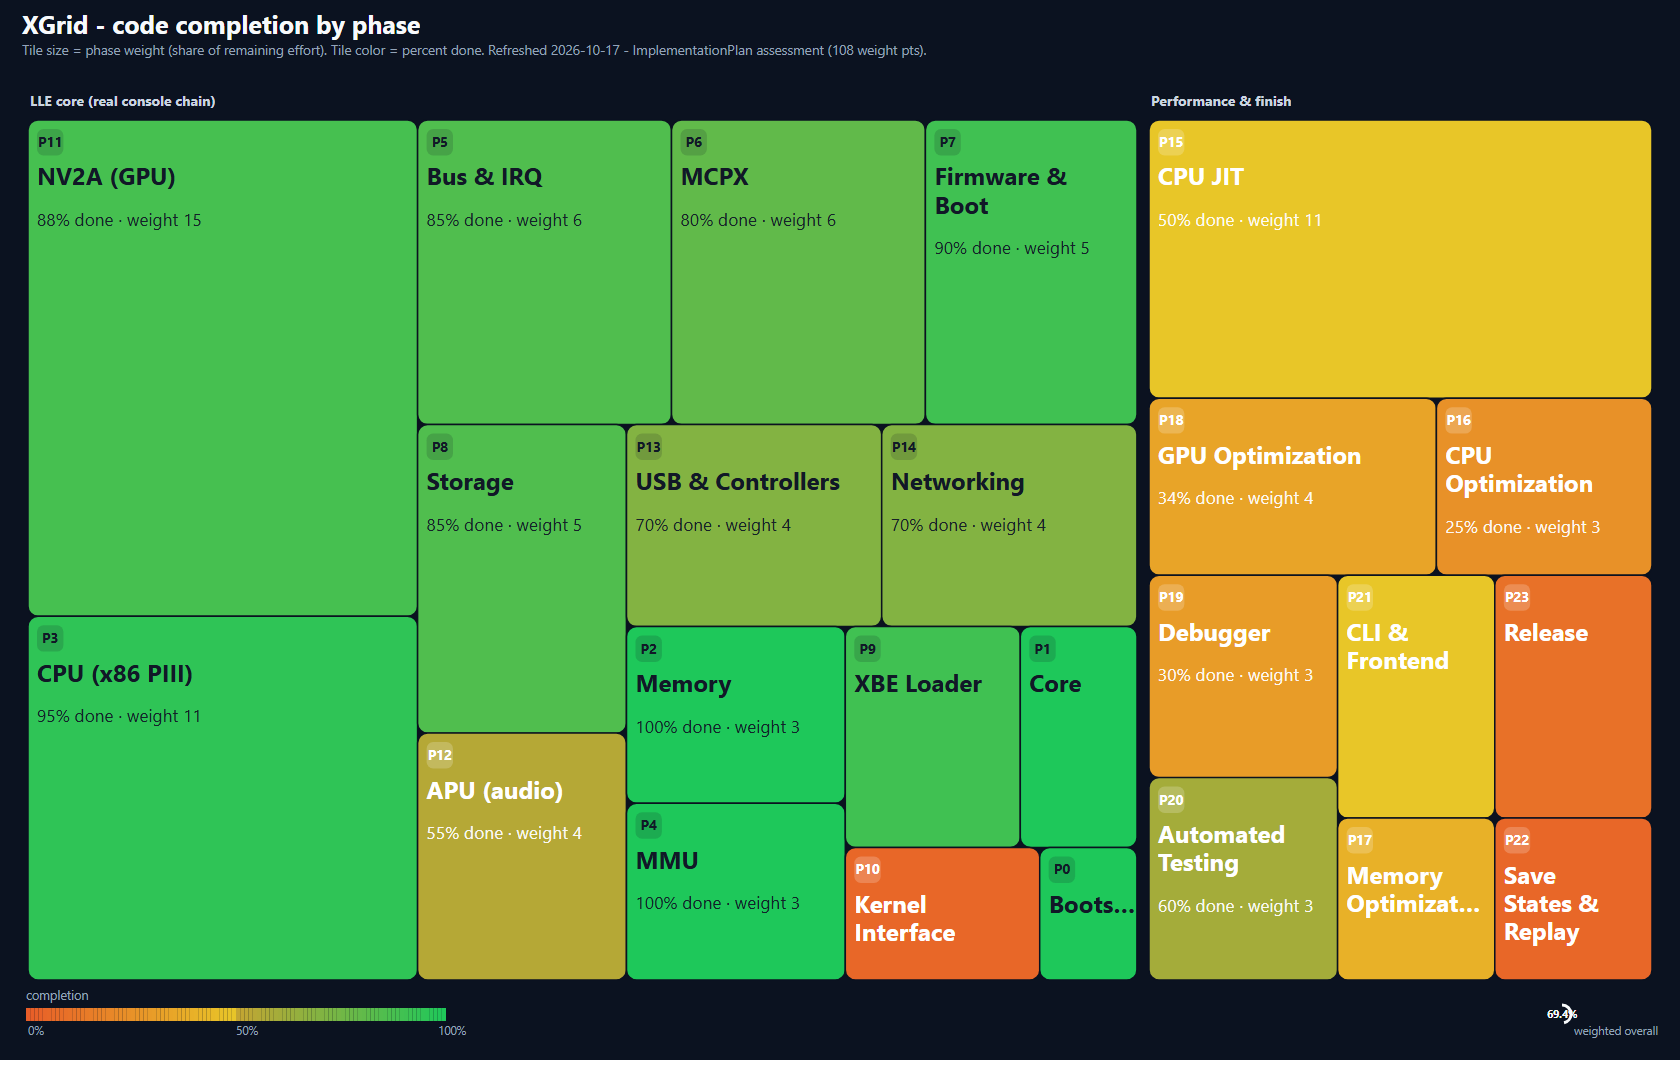 XGrid - code completion by phase
Tile size = phase weight (share of remaining effort). Tile color = percent done. Refreshed 2026-10-17 - ImplementationPlan assessment (108 weight pts).
LLE core (real console chain)
P11
NV2A (GPU)
88% done · weight 15
P5
Bus & IRQ
85% done · weight 6
P6
MCPX
80% done · weight 6
P7
Firmware &
Boot
90% done · weight 5
P3
CPU (x86 PIII)
95% done · weight 11
P8
Storage
85% done · weight 5
P13
USB & Controllers
70% done · weight 4
P14
Networking
70% done · weight 4
P12
APU (audio)
55% done · weight 4
P2
Memory
100% done · weight 3
P9
XBE Loader
P1
Core
P4
MMU
100% done · weight 3
P10
Kernel
Interface
P0
Boots...
Performance & finish
P15
CPU JIT
50% done · weight 11
P18
GPU Optimization
34% done · weight 4
P16
CPU
Optimization
25% done · weight 3
P19
Debugger
30% done · weight 3
P21
CLI &
Frontend
P23
Release
P20
Automated
Testing
60% done · weight 3
P17
Memory
Optimizat...
P22
Save
States &
Replay
completion
0%
50%
100%
69.4%
weighted overall